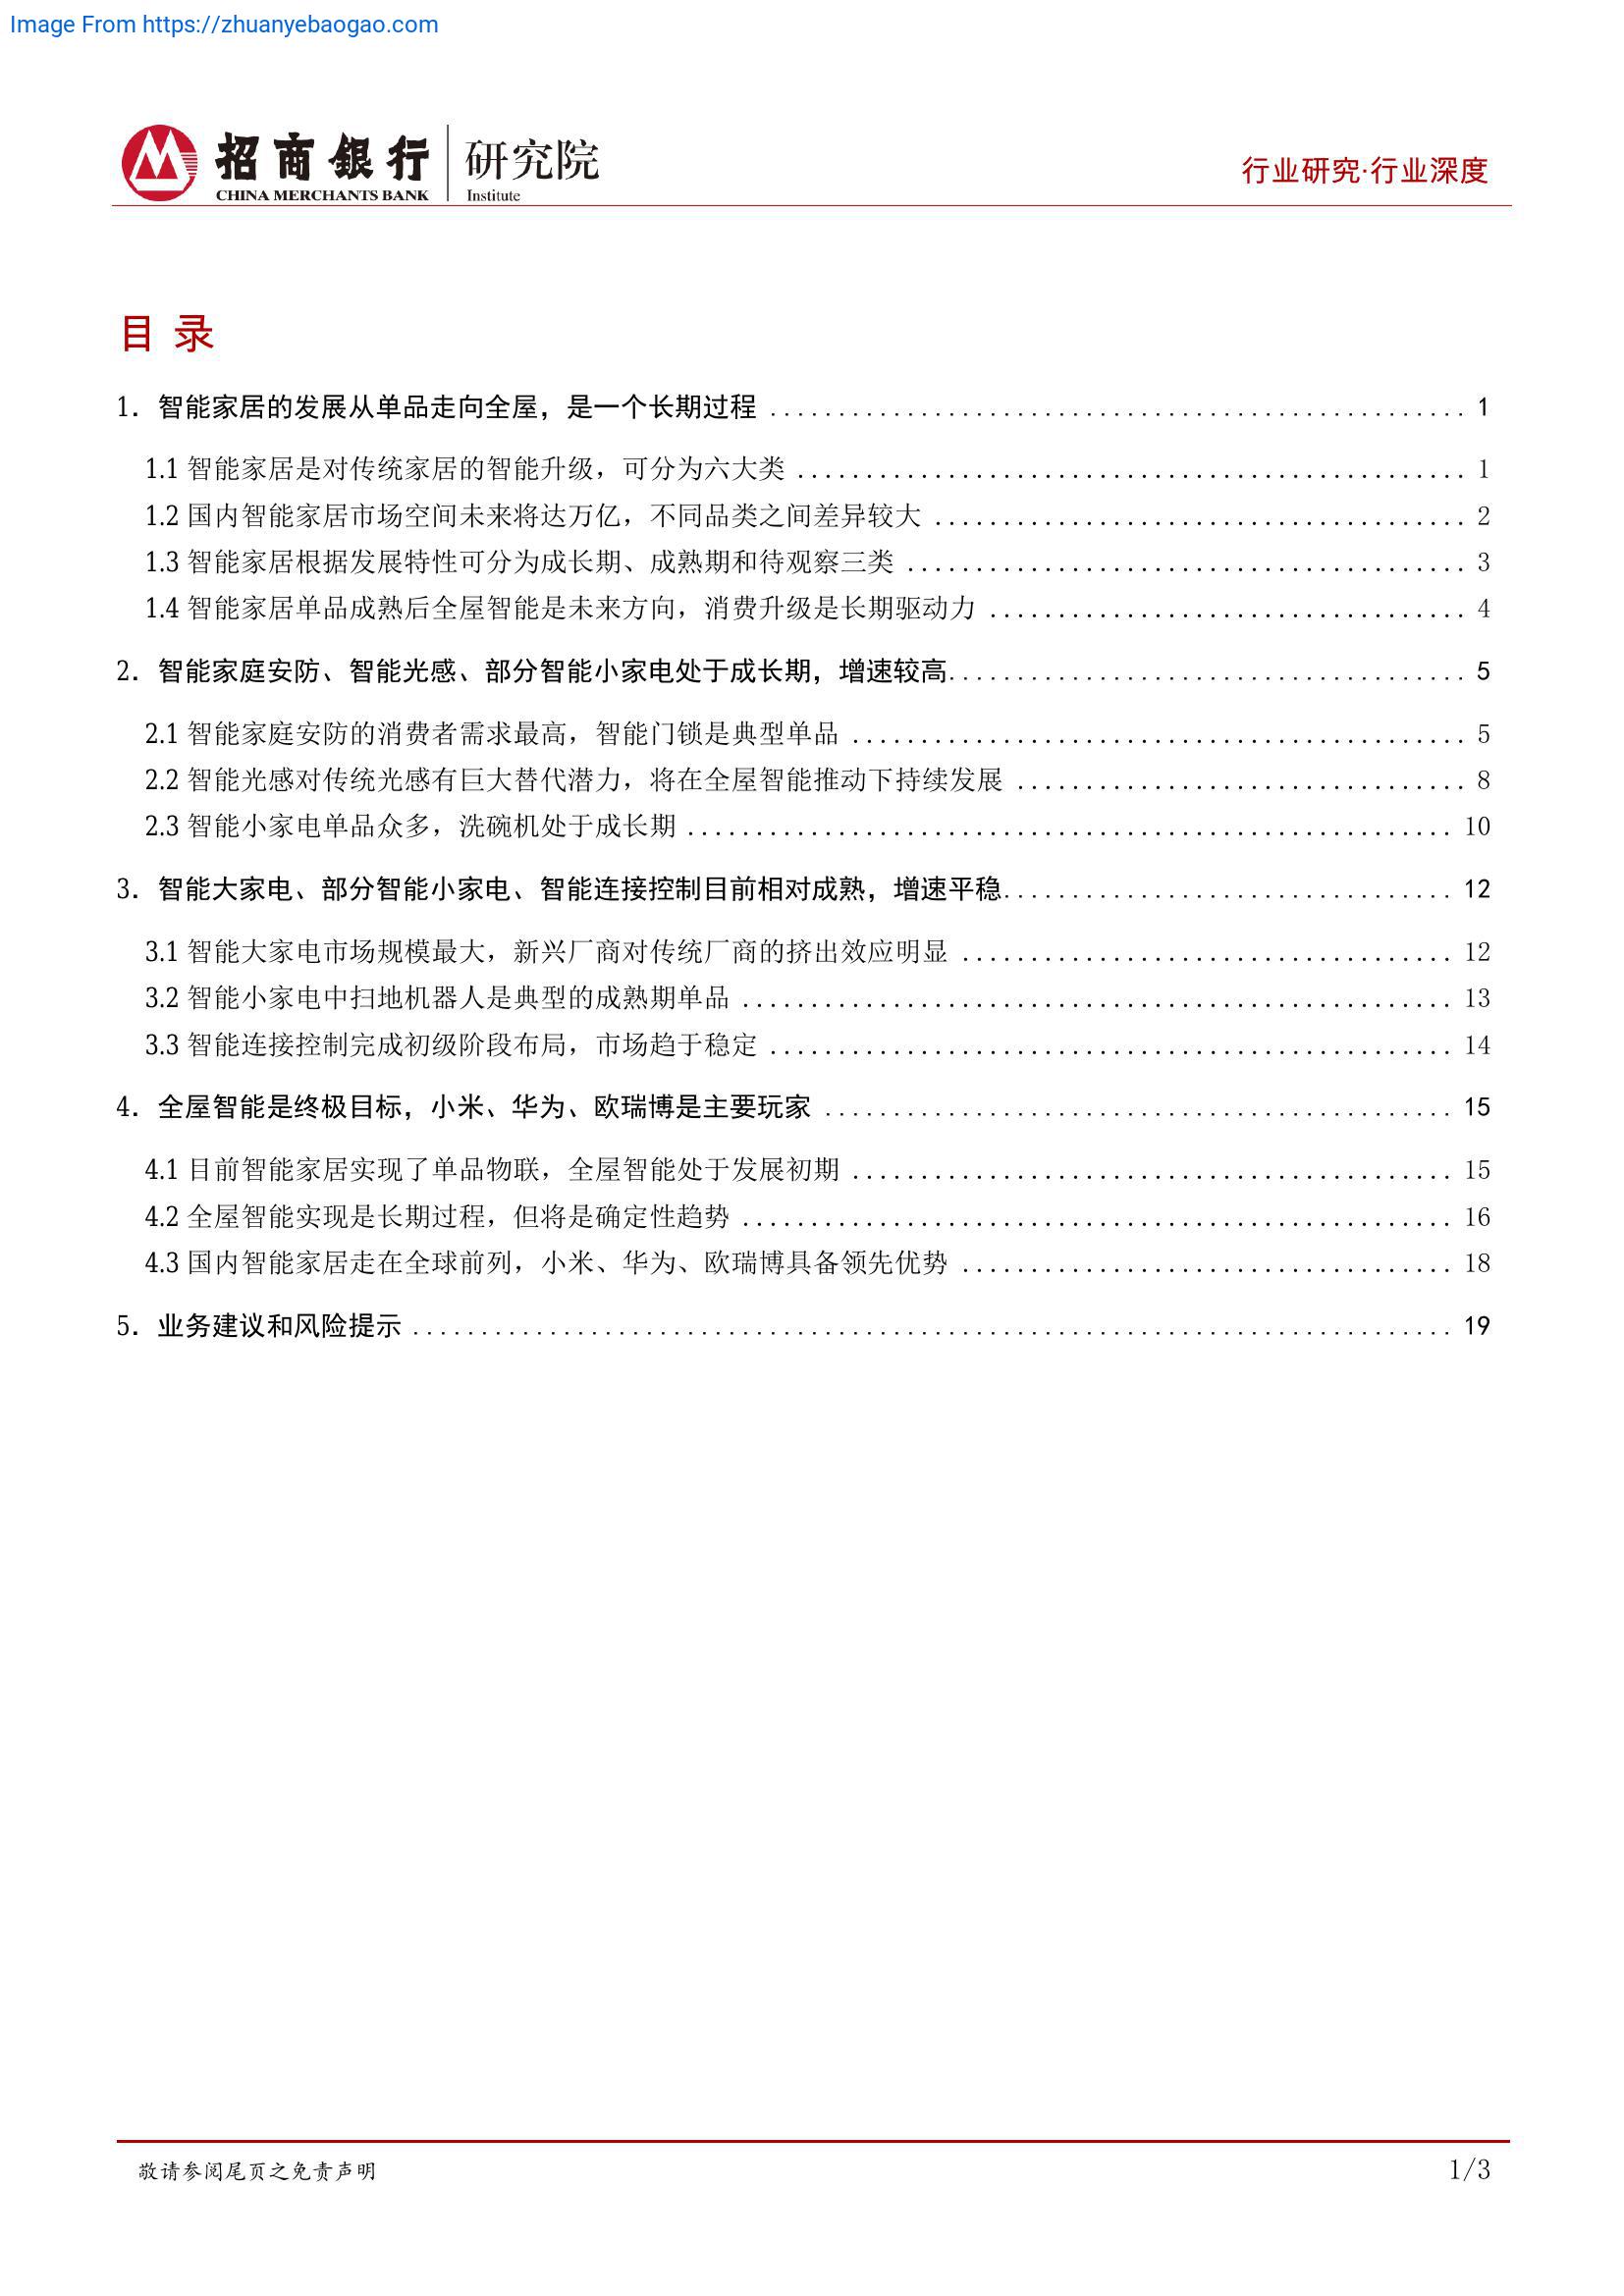 Image From https://zhuanyebaogao.com
招商銀行 研究院
CHINA MERCHANTS BANK Institute
行业研究·行业深度
目 录
1. 智能家居的发展从单品走向全屋，是一个长期过程 ........ 1
1.1 智能家居是对传统家居的智能升级，可分为六大类 ........ 1
1.2 国内智能家居市场空间未来将达万亿，不同品类之间差异较大 ........ 2
1.3 智能家居根据发展特性可分为成长期、成熟期和待观察三类 ........ 3
1.4 智能家居单品成熟后全屋智能是未来方向，消费升级是长期驱动力 ........ 4
2. 智能家庭安防、智能光感、部分智能小家电处于成长期，增速较高 ........ 5
2.1 智能家庭安防的消费者需求最高，智能门锁是典型单品 ........ 5
2.2 智能光感对传统光感有巨大替代潜力，将在全屋智能推动下持续发展 ........ 8
2.3 智能小家电单品众多，洗碗机处于成长期 ........ 10
3. 智能大家电、部分智能小家电、智能连接控制目前相对成熟，增速平稳 ........ 12
3.1 智能大家电市场规模最大，新兴厂商对传统厂商的挤出效应明显 ........ 12
3.2 智能小家电中扫地机器人是典型的成熟期单品 ........ 13
3.3 智能连接控制完成初级阶段布局，市场趋于稳定 ........ 14
4. 全屋智能是终极目标，小米、华为、欧瑞博是主要玩家 ........ 15
4.1 目前智能家居实现了单品物联，全屋智能处于发展初期 ........ 15
4.2 全屋智能实现是长期过程，但将是确定性趋势 ........ 16
4.3 国内智能家居走在全球前列，小米、华为、欧瑞博具备领先优势 ........ 18
5. 业务建议和风险提示 ........ 19
敬请参阅尾页之免责声明
1/3